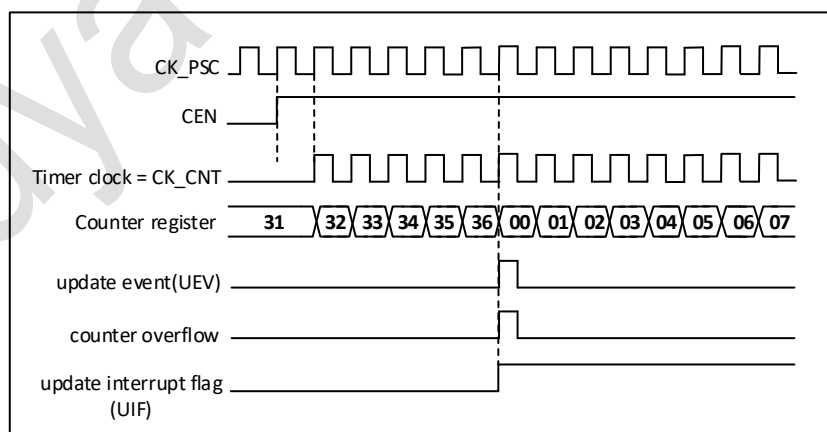 CK_PSC
CEN
Timer clock = CK_CNT
Counter register 31 32 33 34 35 36 00 01 02 03 04 05 06 07
update event(UEV)
counter overflow
update interrupt flag
(UIF)